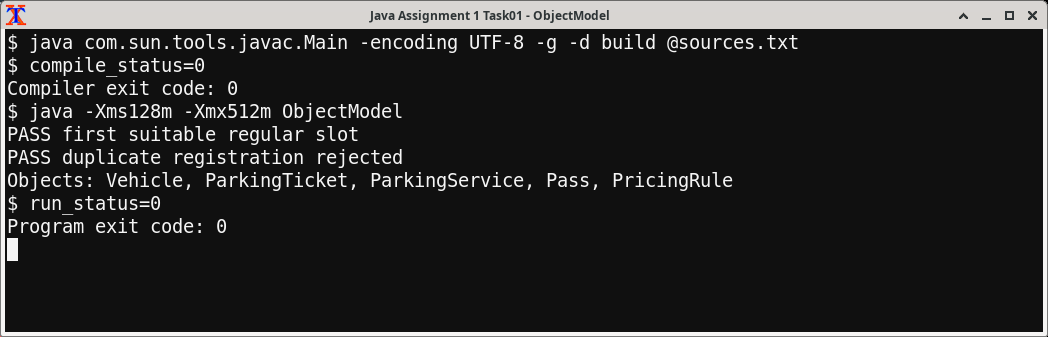 Java Assignment 1 Task01 - ObjectModel
$ java com.sun.tools.javac.Main -encoding UTF-8 -g -d build @sources.txt
$ compile_status=0
Compiler exit code: 0
$ java -Xms128m -Xmx512m ObjectModel
PASS first suitable regular slot
PASS duplicate registration rejected
Objects: Vehicle, ParkingTicket, ParkingService, Pass, PricingRule
$ run_status=0
Program exit code: 0